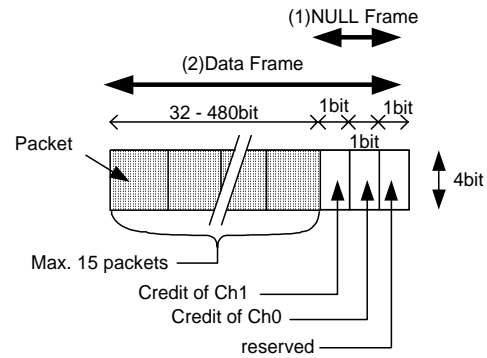 (1)NULL Frame
(2)Data Frame
32 - 480bit
1bit
1bit
1bit
Packet
4bit
Max. 15 packets
Credit of Ch1
Credit of Ch0
reserved